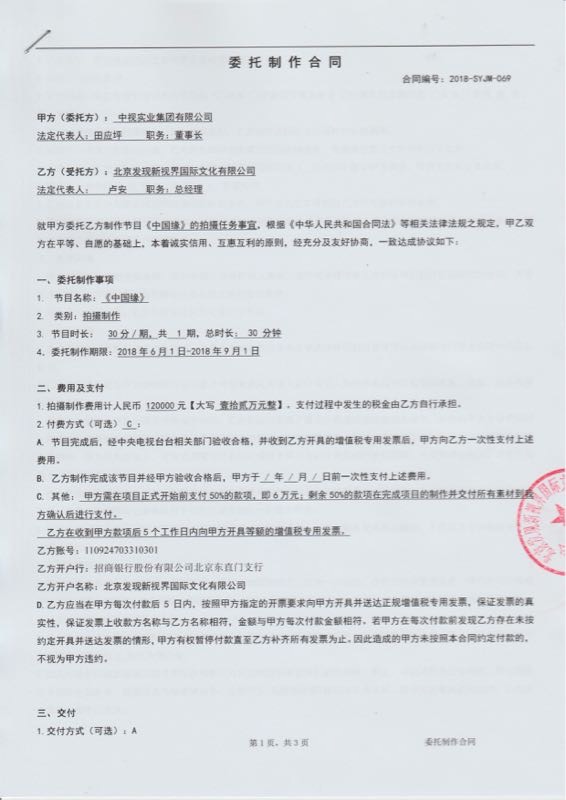 委托制作合同
合同编号：2018-SYJM-069
甲方（委托方）：中视实业集团有限公司
法定代表人：田应坪 职务：董事长
乙方（受托方）：北京发现新视界国际文化有限公司
法定代表人： 卢安 职务：总经理
就甲方委托乙方制作节目《中国缘》的拍摄任务事宜，根据《中华人民共和国合同法》等相关法律法规之规定，甲乙双
方在平等、自愿的基础上，本着诚实信用、互惠互利的原则，经充分及友好协商，一致达成协议如下：
一、委托制作事项
1. 节目名称：《中国缘》
2. 类别：拍摄制作
3. 节目时长： 30 分 / 期，共 1 期，总时长： 30 分钟
4. 委托制作期限：2018 年 6 月 1 日-2018 年 9 月 1 日
二、费用及支付
1. 拍摄制作费用计人民币 120000 元【大写 壹拾贰万元整】。支付过程中发生的税金由乙方自行承担。
2. 付费方式（可选） C ：
A. 节目完成后，经中央电视台台相关部门验收合格，并收到乙方开具的增值税专用发票后，甲方向乙方一次性支付上述
费用。
B. 乙方制作完成该节目并经甲方验收合格后，甲方于 / 年 / 月 / 日前一次性支付上述费用。
C. 其他： 甲方需在项目正式开始前支付 50%的款项，即 6 万元；剩余 50%的款项在完成项目的制作并交付所有素材到我
方确认后进行支付。
乙方在收到甲方款项后 5 个工作日内向甲方开具等额的增值税专用发票。
乙方账号：110924703310301
乙方开户行：招商银行股份有限公司北京东直门支行
乙方开户名称：北京发现新视界国际文化有限公司
D. 乙方应当在甲方每次付款后 5 日内，按照甲方指定的开票要求向甲方开具并送达正规增值税专用发票，保证发票的真
实性，保证发票上收款方名称与乙方名称相符，金额与甲方每次付款金额相符。若甲方在每次付款前发现乙方存在未按
约定开具并送达发票的情形，甲方有权暂停付款直至乙方补齐所有发票为止。因此造成的甲方未按照本合同约定付款的，
不视为甲方违约。
三、交付
1. 交付方式（可选）：A
第 1 页，共 3 页 委托制作合同